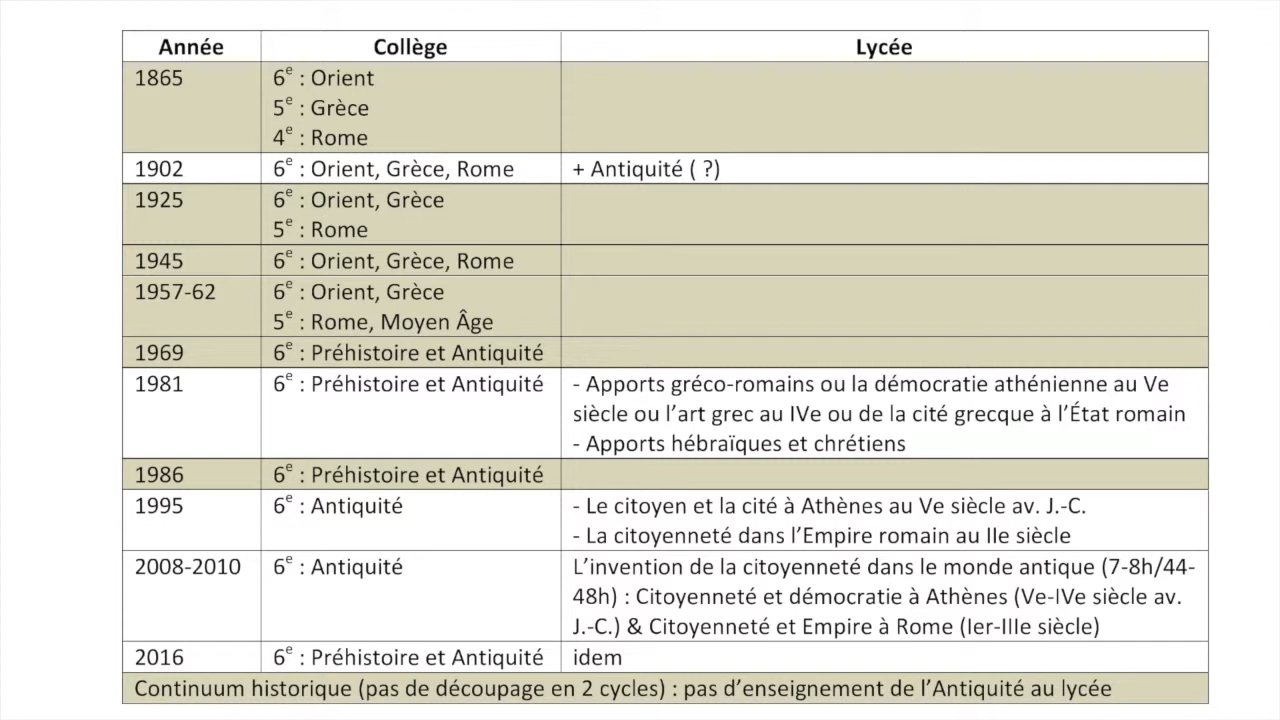 Année Collège Lycée
1865 6e : Orient
5e : Grèce
4e : Rome
1902 6e : Orient, Grèce, Rome + Antiquité ( ?)
1925 6e : Orient, Grèce
5e : Rome
1945 6e : Orient, Grèce, Rome
1957-62 6e : Orient, Grèce
5e : Rome, Moyen Âge
1969 6e : Préhistoire et Antiquité
1981 6e : Préhistoire et Antiquité - Apports gréco-romains ou la démocratie athénienne au Ve
siècle ou l’art grec au IVe ou de la cité grecque à l’État romain
- Apports hébraïques et chrétiens
1986 6e : Préhistoire et Antiquité
1995 6e : Antiquité - Le citoyen et la cité à Athènes au Ve siècle av. J.-C.
- La citoyenneté dans l’Empire romain au IIe siècle
2008-2010 6e : Antiquité L’invention de la citoyenneté dans le monde antique (7-8h/44-
48h) : Citoyenneté et démocratie à Athènes (Ve-IVe siècle av.
J.-C.) & Citoyenneté et Empire à Rome (Ier-IIIe siècle)
2016 6e : Préhistoire et Antiquité idem
Continuum historique (pas de découpage en 2 cycles) : pas d’enseignement de l’Antiquité au lycée